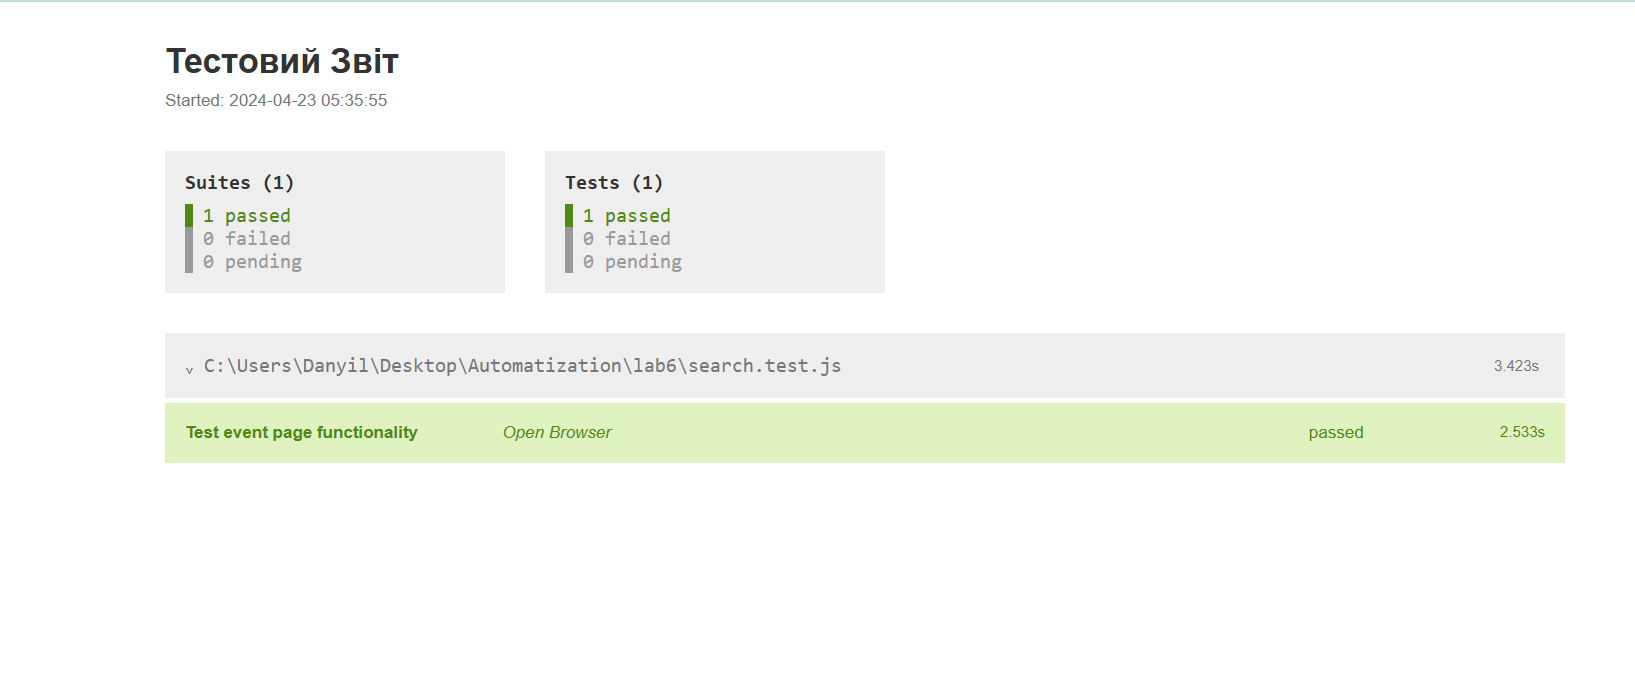 Тестовий Звіт
Started: 2024-04-23 05:35:55
Suites (1)
1 passed
0 failed
0 pending
Tests (1)
1 passed
0 failed
0 pending
C:\Users\Danyil\Desktop\Automatization\lab6\search.test.js 3.423s
Test event page functionality Open Browser passed 2.533s